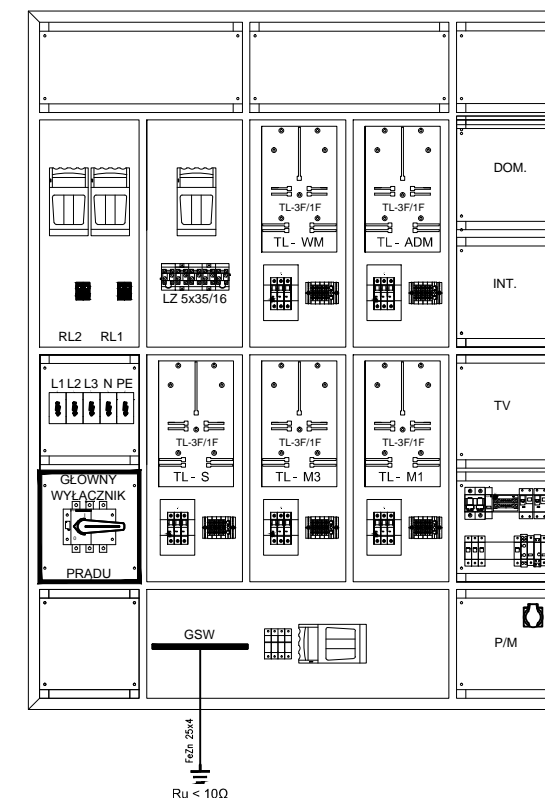 DOM.
TL-3F/1F
TL-3F/1F
TL - WM
TL - ADM
INT.
LZ 5x35/16
RL2 RL1
L1 L2 L3 N PE
TV
TL-3F/1F
TL-3F/1F
TL-3F/1F
TL - S
TL - M3
TL - M1
GŁOWNY
WYŁĄCZNIK
PRADU
GSW
P/M
FeZn 25x4
Ru < 10Ω